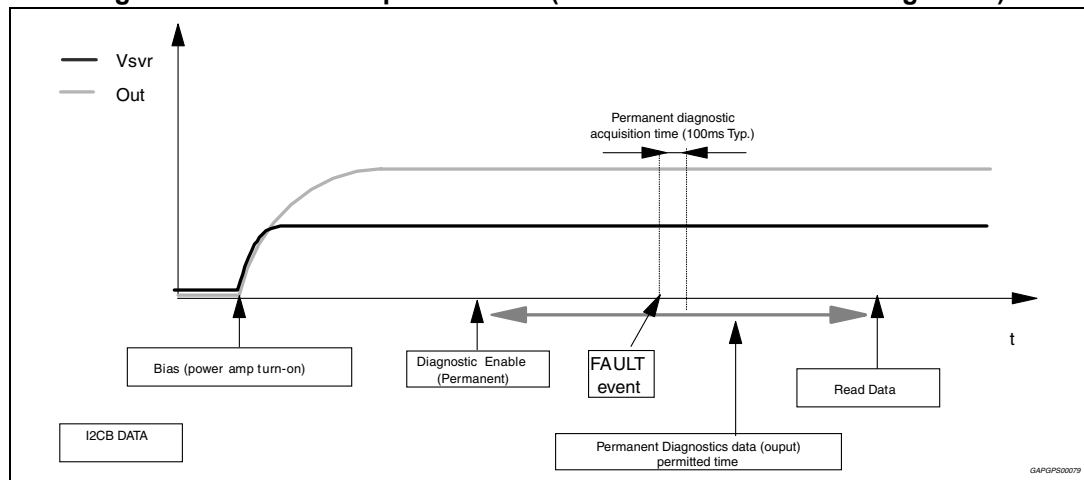 Vsvr
Out
Permanent diagnostic
acquisition time (100ms Typ.)
t
Bias (power amp turn-on)
Diagnostic Enable
(Permanent)
FAULT
event
Read Data
I2CB DATA
Permanent Diagnostics data (ouput)
permitted time
GAPGPS00079